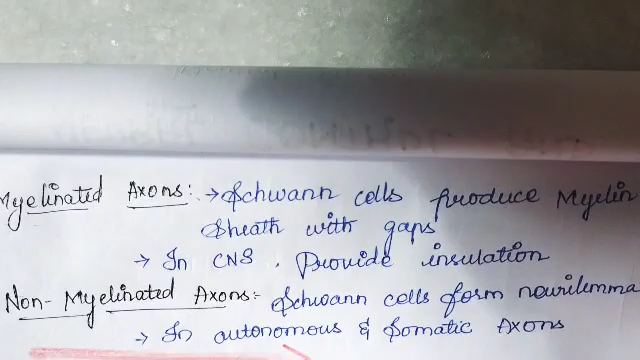 Myelinated Axons: → Schwann cells produce Myelin
Sheath with gaps
→ In CNS. Provide insulation
Non-Myelinated Axons:- Schwann cells form neurilemma
→ In autonomous & Somatic Axons